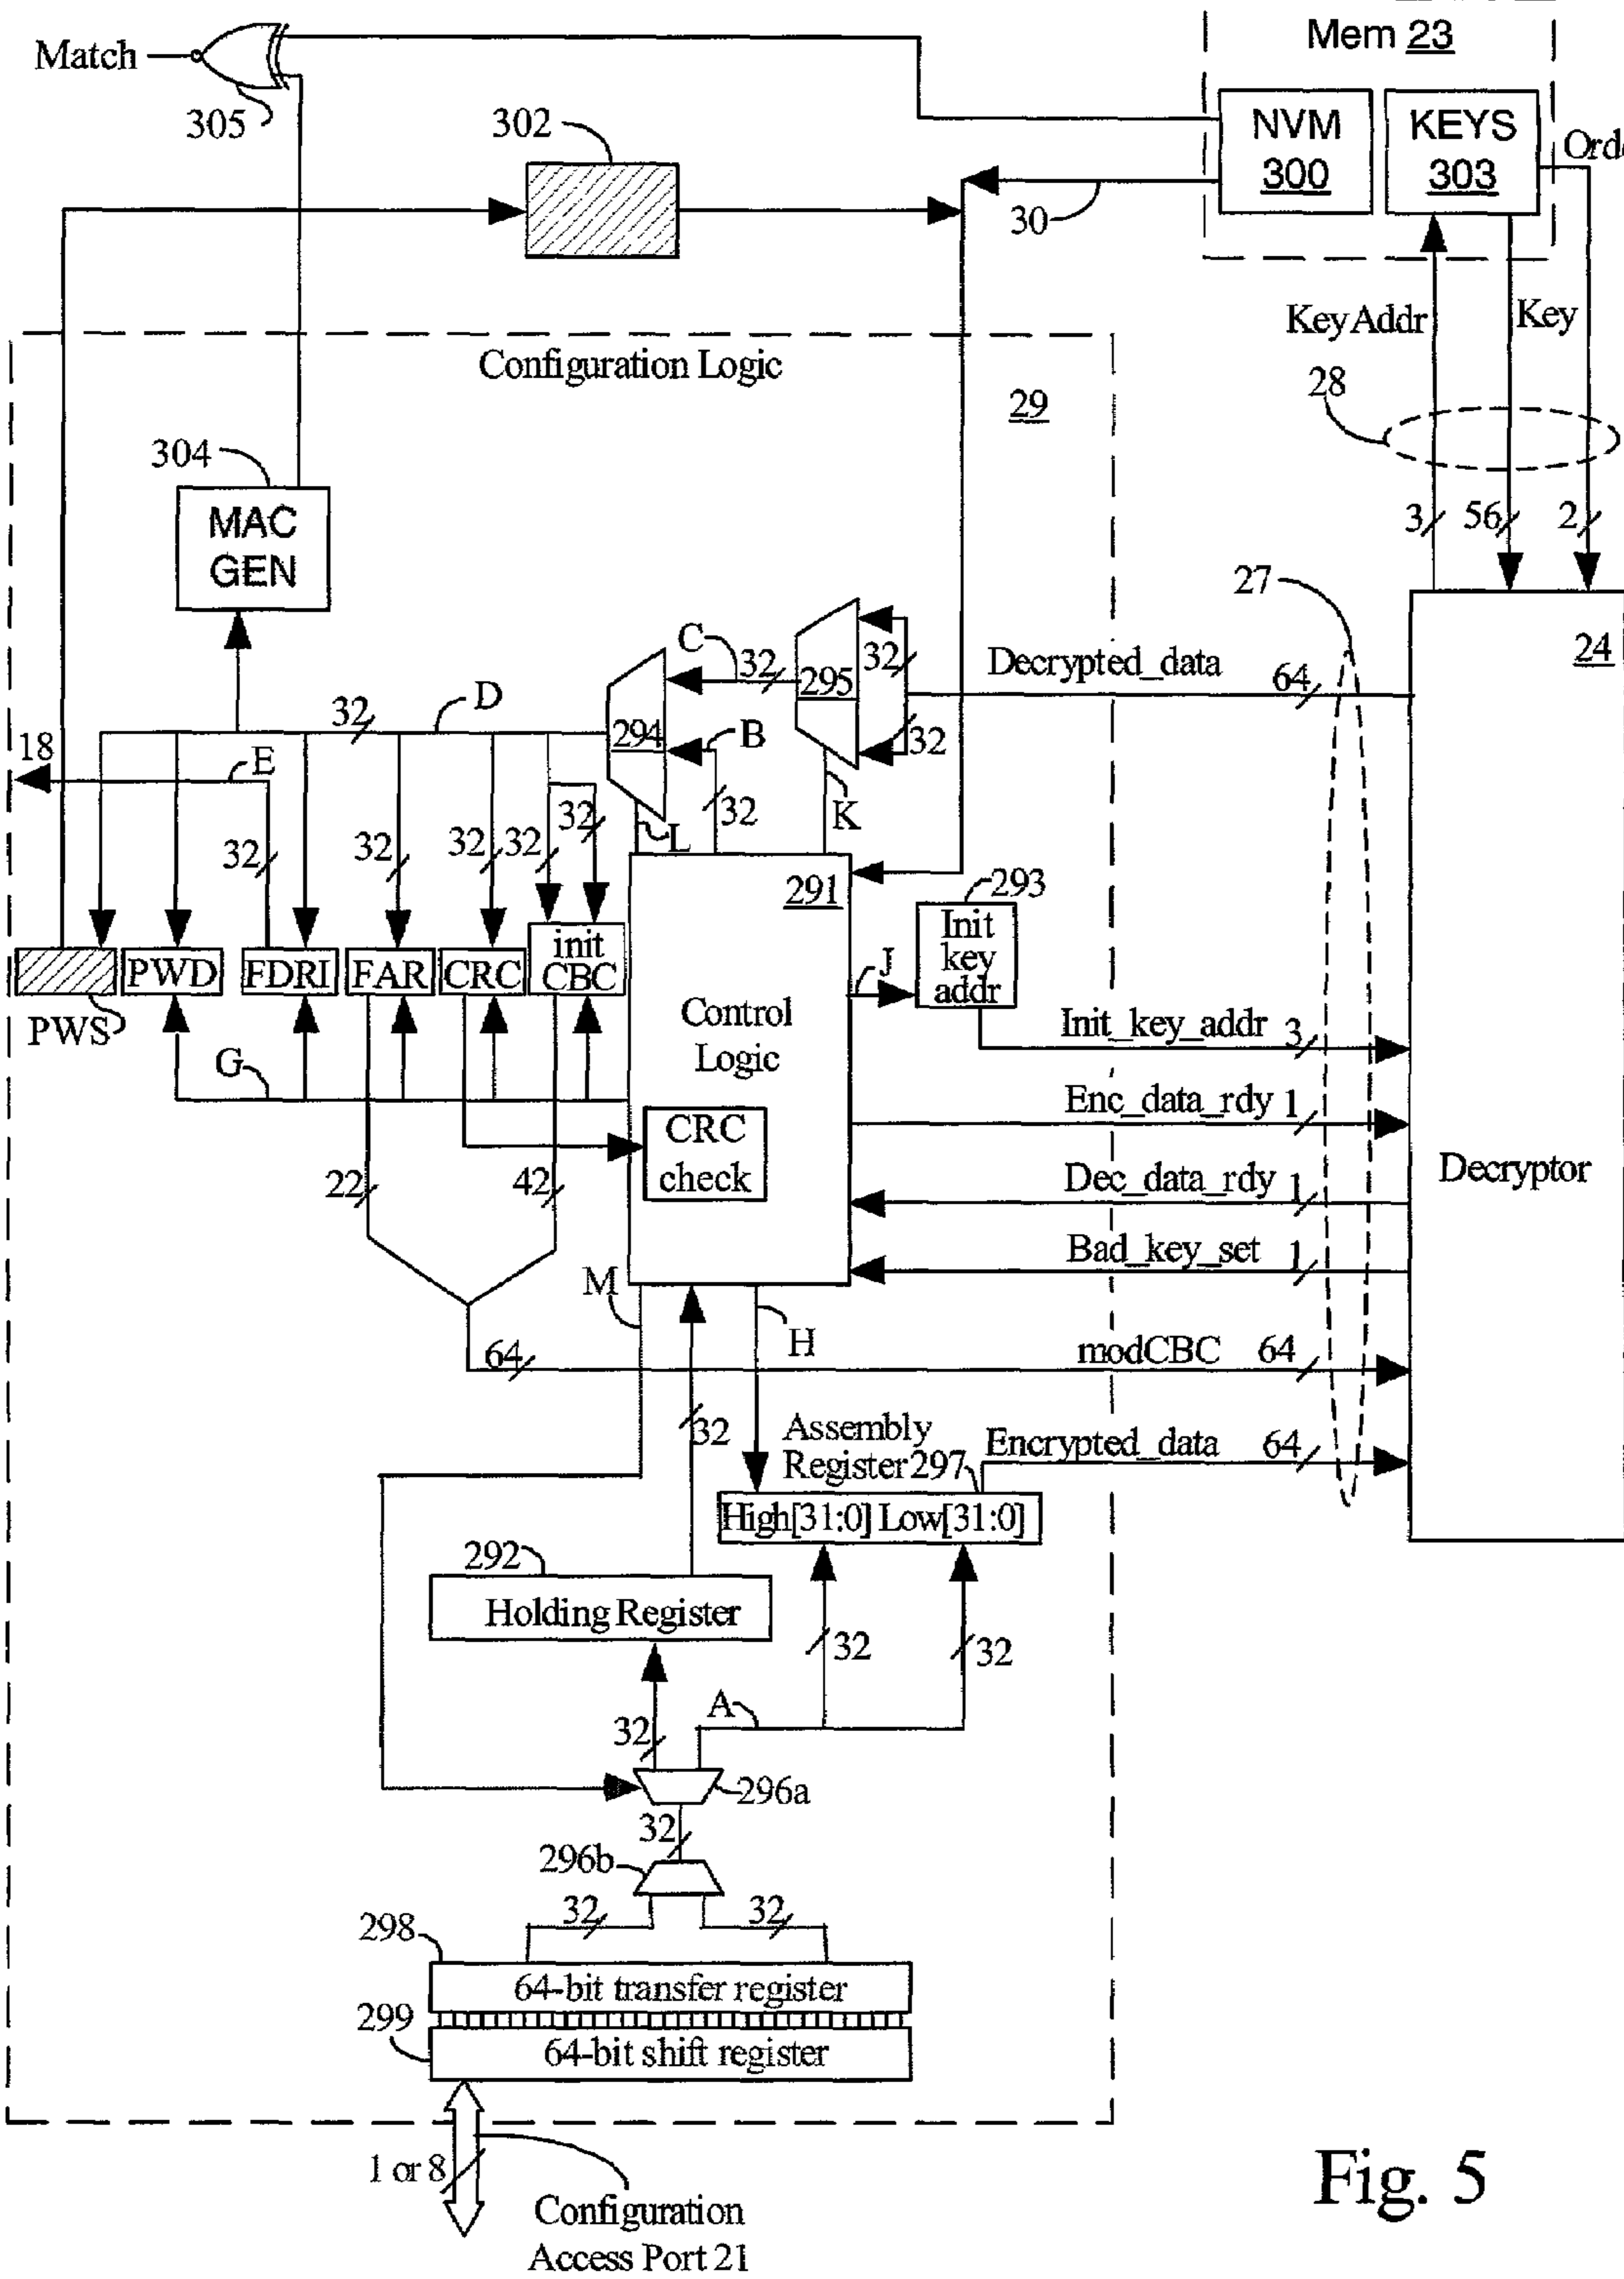 Mem 23
Match
305
302
NVM
300
KEYS
303
30
KeyAddr
Key
28
Configuration Logic
29
304
MAC
GEN
3
56
2
27
24
C
32
295
32
Decrypted_data
64
32
D
294
B
32
18
E
K
32
32
32
32
32
32
L
291
293
Init
key
addr
J
PWD
FDRI
FAR
CRC
init
CBC
PWS
Control
Logic
G
Init_key_addr 3
Enc_data_rdy 1
CRC
check
Decryptor
22
42
Dec_data_rdy 1
Bad_key_set 1
M
H
64
modCBC 64
32
Assembly
Register 297
Encrypted_data 64
High[31:0] Low[31:0]
292
Holding Register
32
32
A
32
296a
32
296b
32
32
298
64-bit transfer register
299
64-bit shift register
1 or 8
Configuration
Access Port 21
Fig. 5